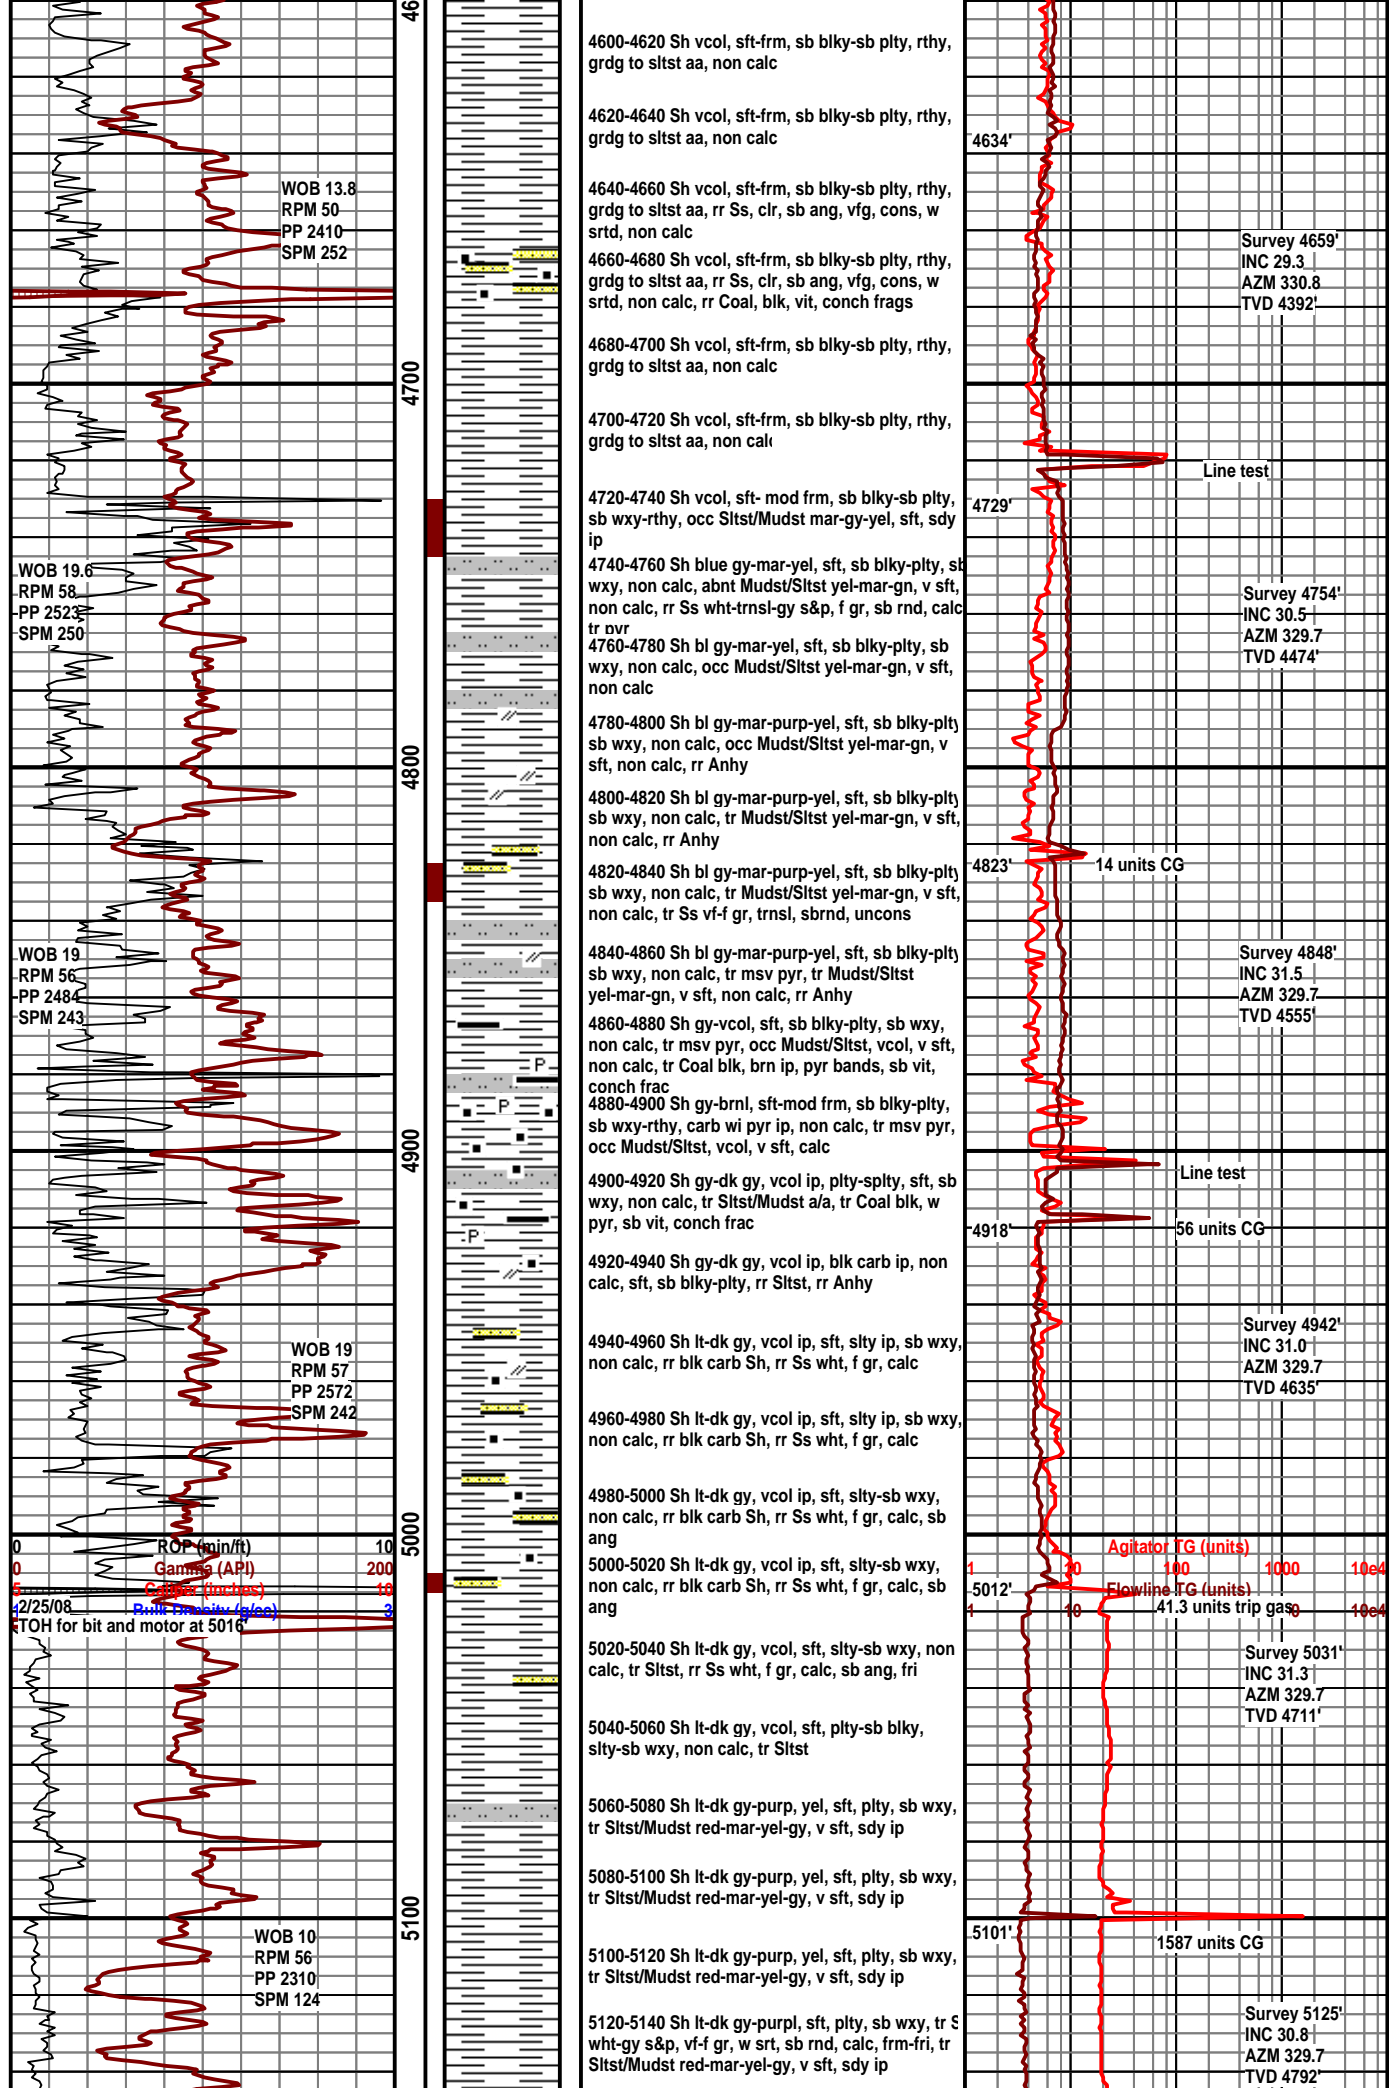 46
4600-4620 Sh vcol, sft-frm, sb blky-sb plty, rthy,
grdg to sltst aa, non calc
4620-4640 Sh vcol, sft-frm, sb blky-sb plty, rthy,
grdg to sltst aa, non calc
4634'
WOB 13.8
RPM 50
PP 2410
SPM 252
4640-4660 Sh vcol, sft-frm, sb blky-sb plty, rthy,
grdg to sltst aa, rr Ss, clr, sb ang, vfg, cons, w
srtd, non calc
Survey 4659'
INC 29.3
AZM 330.8
TVD 4392'
4660-4680 Sh vcol, sft-frm, sb blky-sb plty, rthy,
grdg to sltst aa, rr Ss, clr, sb ang, vfg, cons, w
srtd, non calc, rr Coal, blk, vit, conch frags
4680-4700 Sh vcol, sft-frm, sb blky-sb plty, rthy,
grdg to sltst aa, non calc
4700
4700-4720 Sh vcol, sft-frm, sb blky-sb plty, rthy,
grdg to sltst aa, non calc
Line test
4729'
4720-4740 Sh vcol, sft- mod frm, sb blky-sb plty,
sb wxy-rthy, occ Sltst/Mudst mar-gy-yel, sft, sdy
ip
WOB 19.6
RPM 58
PP 2523
SPM 250
4740-4760 Sh blue gy-mar-yel, sft, sb blky-plty, sb
wxy, non calc, abnt Mudst/Sltst yel-mar-gn, v sft,
non calc, rr Ss wht-trnsl-gy s&p, f gr, sb rnd, calc
tr pyr
Survey 4754'
INC 30.5
AZM 329.7
TVD 4474'
4760-4780 Sh bl gy-mar-yel, sft, sb blky-plty, sb
wxy, non calc, occ Mudst/Sltst yel-mar-gn, v sft,
non calc
4780-4800 Sh bl gy-mar-purp-yel, sft, sb blky-plty
sb wxy, non calc, occ Mudst/Sltst yel-mar-gn, v
sft, non calc, rr Anhy
4800
4800-4820 Sh bl gy-mar-purp-yel, sft, sb blky-plty
sb wxy, non calc, tr Mudst/Sltst yel-mar-gn, v sft,
non calc, rr Anhy
4823'
14 units CG
4820-4840 Sh bl gy-mar-purp-yel, sft, sb blky-plty
sb wxy, non calc, tr Mudst/Sltst yel-mar-gn, v sft,
non calc, tr Ss vf-f gr, trnsl, sbrnd, uncons
WOB 19
RPM 56
PP 2484
SPM 243
4840-4860 Sh bl gy-mar-purp-yel, sft, sb blky-plty
sb wxy, non calc, tr msv pyr, tr Mudst/Sltst
yel-mar-gn, v sft, non calc, rr Anhy
Survey 4848'
INC 31.5
AZM 329.7
TVD 4555'
4860-4880 Sh gy-vcol, sft, sb blky-plty, sb wxy,
non calc, tr msv pyr, occ Mudst/Sltst, vcol, v sft,
non calc, tr Coal blk, brn ip, pyr bands, sb vit,
conch frac
P
4880-4900 Sh gy-brnl, sft-mod frm, sb blky-plty,
sb wxy-rthy, carb wi pyr ip, non calc, tr msv pyr,
occ Mudst/Sltst, vcol, v sft, calc
P
4900
Line test
4900-4920 Sh gy-dk gy, vcol ip, plty-splty, sft, sb
wxy, non calc, tr Sltst/Mudst a/a, tr Coal blk, w
pyr, sb vit, conch frac
P
4918'
56 units CG
4920-4940 Sh gy-dk gy, vcol ip, blk carb ip, non
calc, sft, sb blky-plty, rr Sltst, rr Anhy
WOB 19
RPM 57
PP 2572
SPM 242
4940-4960 Sh lt-dk gy, vcol ip, sft, slty ip, sb wxy,
non calc, rr blk carb Sh, rr Ss wht, f gr, calc
Survey 4942'
INC 31.0
AZM 329.7
TVD 4635'
4960-4980 Sh lt-dk gy, vcol ip, sft, slty ip, sb wxy,
non calc, rr blk carb Sh, rr Ss wht, f gr, calc
4980-5000 Sh lt-dk gy, vcol ip, sft, slty-sb wxy,
non calc, rr blk carb Sh, rr Ss wht, f gr, calc, sb
ang
5000
0 ROP (min/ft) 10
0 Gamma (API) 200
5 Caliper (inches) 10
1 Bulk Density (g/cc) 3
2/25/08
TOH for bit and motor at 5016'
5000-5020 Sh lt-dk gy, vcol ip, sft, slty-sb wxy,
non calc, rr blk carb Sh, rr Ss wht, f gr, calc, sb
ang
Agitator TG (units)
1 10 100 1000 10e4
5012'
Flowline TG (units)
1 10 0 10e4
41.3 units trip gas
5020-5040 Sh lt-dk gy, vcol, sft, slty-sb wxy, non
calc, tr Sltst, rr Ss wht, f gr, calc, sb ang, fri
Survey 5031'
INC 31.3
AZM 329.7
TVD 4711'
5040-5060 Sh lt-dk gy, vcol, sft, plty-sb blky,
slty-sb wxy, non calc, tr Sltst
5060-5080 Sh lt-dk gy-purp, yel, sft, plty, sb wxy,
tr Sltst/Mudst red-mar-yel-gy, v sft, sdy ip
5080-5100 Sh lt-dk gy-purp, yel, sft, plty, sb wxy,
tr Sltst/Mudst red-mar-yel-gy, v sft, sdy ip
5100
5101'
1587 units CG
WOB 10
RPM 56
PP 2310
SPM 124
5100-5120 Sh lt-dk gy-purp, yel, sft, plty, sb wxy,
tr Sltst/Mudst red-mar-yel-gy, v sft, sdy ip
5120-5140 Sh lt-dk gy-purpl, sft, plty, sb wxy, tr S
wht-gy s&p, vf-f gr, w srt, sb rnd, calc, frm-fri, tr
Sltst/Mudst red-mar-yel-gy, v sft, sdy ip
Survey 5125'
INC 30.8
AZM 329.7
TVD 4792'